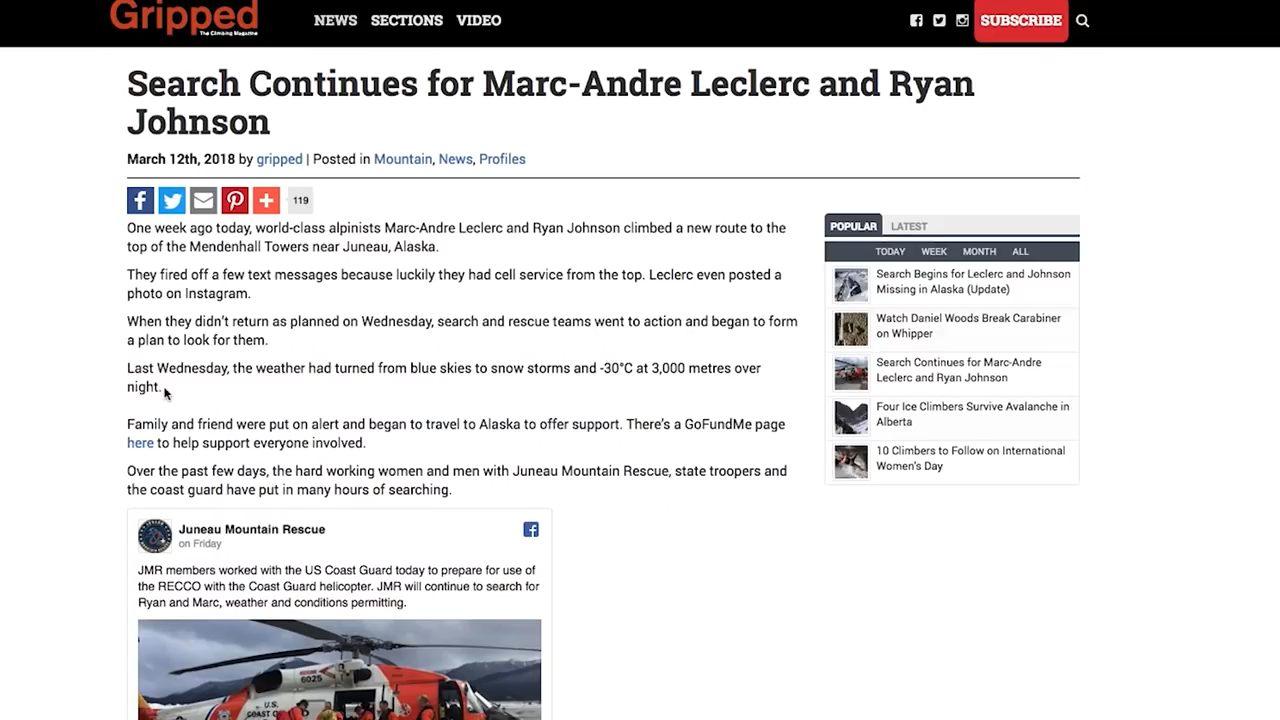 Gripped
The Climbing Magazine
NEWS SECTIONS VIDEO
SUBSCRIBE
Search Continues for Marc-Andre Leclerc and Ryan
Johnson
March 12th, 2018 by gripped | Posted in Mountain, News, Profiles
119
One week ago today, world-class alpinists Marc-Andre Leclerc and Ryan Johnson climbed a new route to the
top of the Mendenhall Towers near Juneau, Alaska.
They fired off a few text messages because luckily they had cell service from the top. Leclerc even posted a
photo on Instagram.
When they didn't return as planned on Wednesday, search and rescue teams went to action and began to form
a plan to look for them.
Last Wednesday, the weather had turned from blue skies to snow storms and -30°C at 3,000 metres over
night.
Family and friend were put on alert and began to travel to Alaska to offer support. There's a GoFundMe page
here to help support everyone involved.
Over the past few days, the hard working women and men with Juneau Mountain Rescue, state troopers and
the coast guard have put in many hours of searching.
Juneau Mountain Rescue
on Friday
JMR members worked with the US Coast Guard today to prepare for use of
the RECCO with the Coast Guard helicopter. JMR will continue to search for
Ryan and Marc, weather and conditions permitting.
6025
U.S.
COAST
POPULAR LATEST
TODAY WEEK MONTH ALL
Search Begins for Leclerc and Johnson
Missing in Alaska (Update)
Watch Daniel Woods Break Carabiner
on Whipper
Search Continues for Marc-Andre
Leclerc and Ryan Johnson
Four Ice Climbers Survive Avalanche in
Alberta
10 Climbers to Follow on International
Women's Day